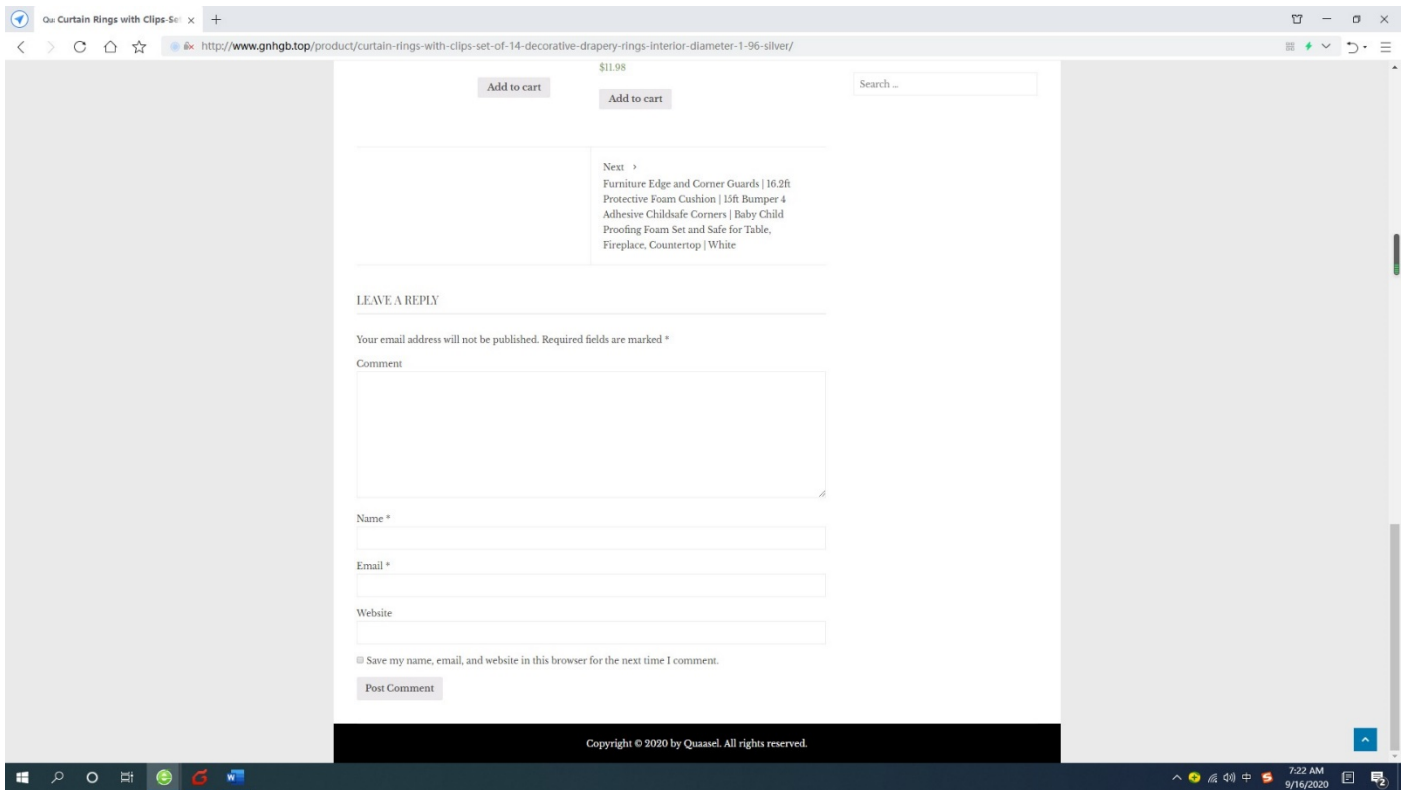 Qua Curtain Rings with Clips-Se
http://www.gnhgb.top/product/curtain-rings-with-clips-set-of-14-decorative-drapery-rings-interior-diameter-1-96-silver/
$11.98
Add to cart
Add to cart
Search ...
Next >
Furniture Edge and Corner Guards | 16.2ft
Protective Foam Cushion | 15ft Bumper 4
Adhesive Childsafe Corners | Baby Child
Proofing Foam Set and Safe for Table,
Fireplace, Countertop | White
LEAVE A REPLY
Your email address will not be published. Required fields are marked *
Comment
Name *
Email *
Website
Save my name, email, and website in this browser for the next time I comment.
Post Comment
Copyright © 2020 by Quaasel. All rights reserved.
中
7:22 AM
9/16/2020
2